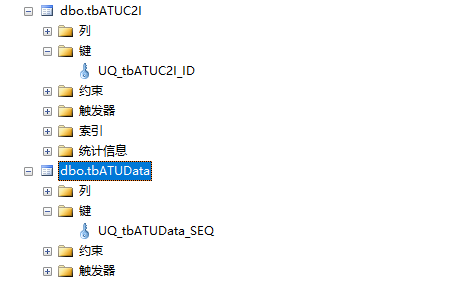 dbo.tbATUC2I
列
键
UQ_tbATUC2I_ID
约束
触发器
索引
统计信息
dbo.tbATUData
列
键
UQ_tbATUData_SEQ
约束
触发器